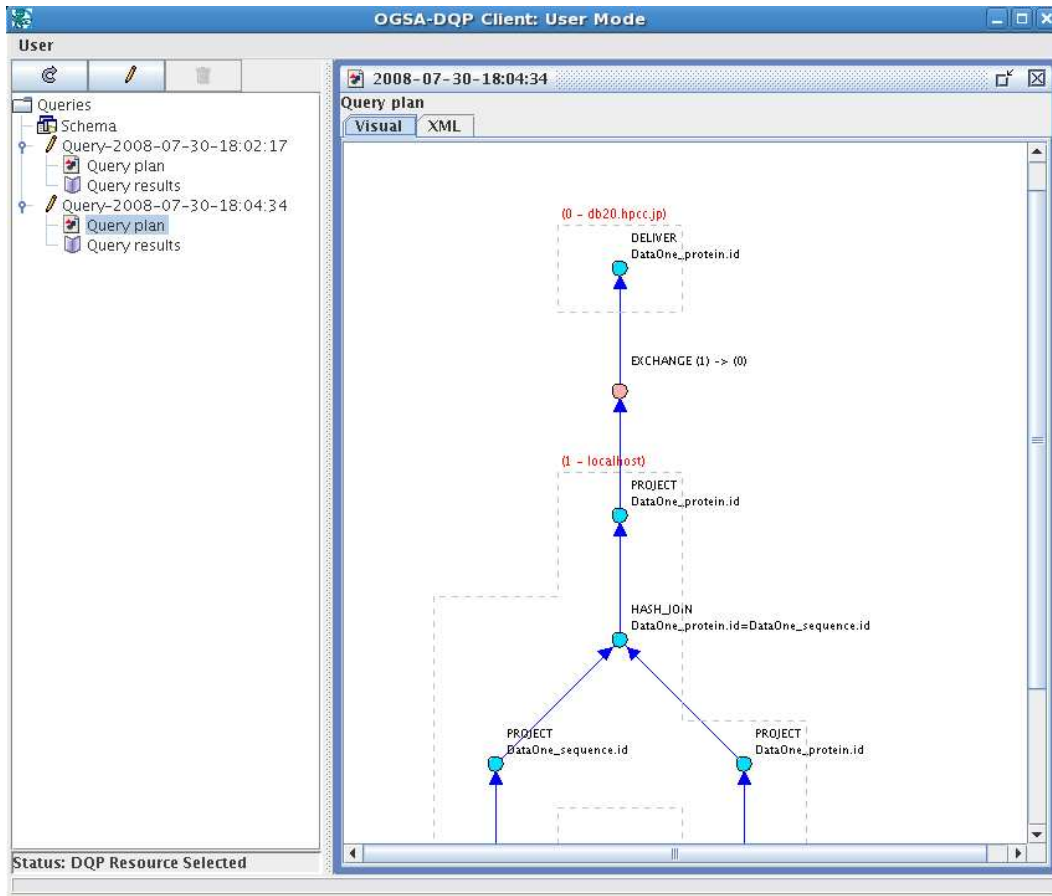 OGSA-DQP Client: User Mode
User
Queries
Schema
Query-2008-07-30-18:02:17
Query plan
Query results
Query-2008-07-30-18:04:34
Query plan
Query results
Status: DQP Resource Selected
2008-07-30-18:04:34
Query plan
Visual XML
(0 - db20.hpcc.jp)
DELIVER
DataOne_protein.id
EXCHANGE (1) -> (0)
(1 - localhost)
PROJECT
DataOne_protein.id
HASH_JOIN
DataOne_protein.id=DataOne_sequence.id
PROJECT
DataOne_sequence.id
PROJECT
DataOne_protein.id